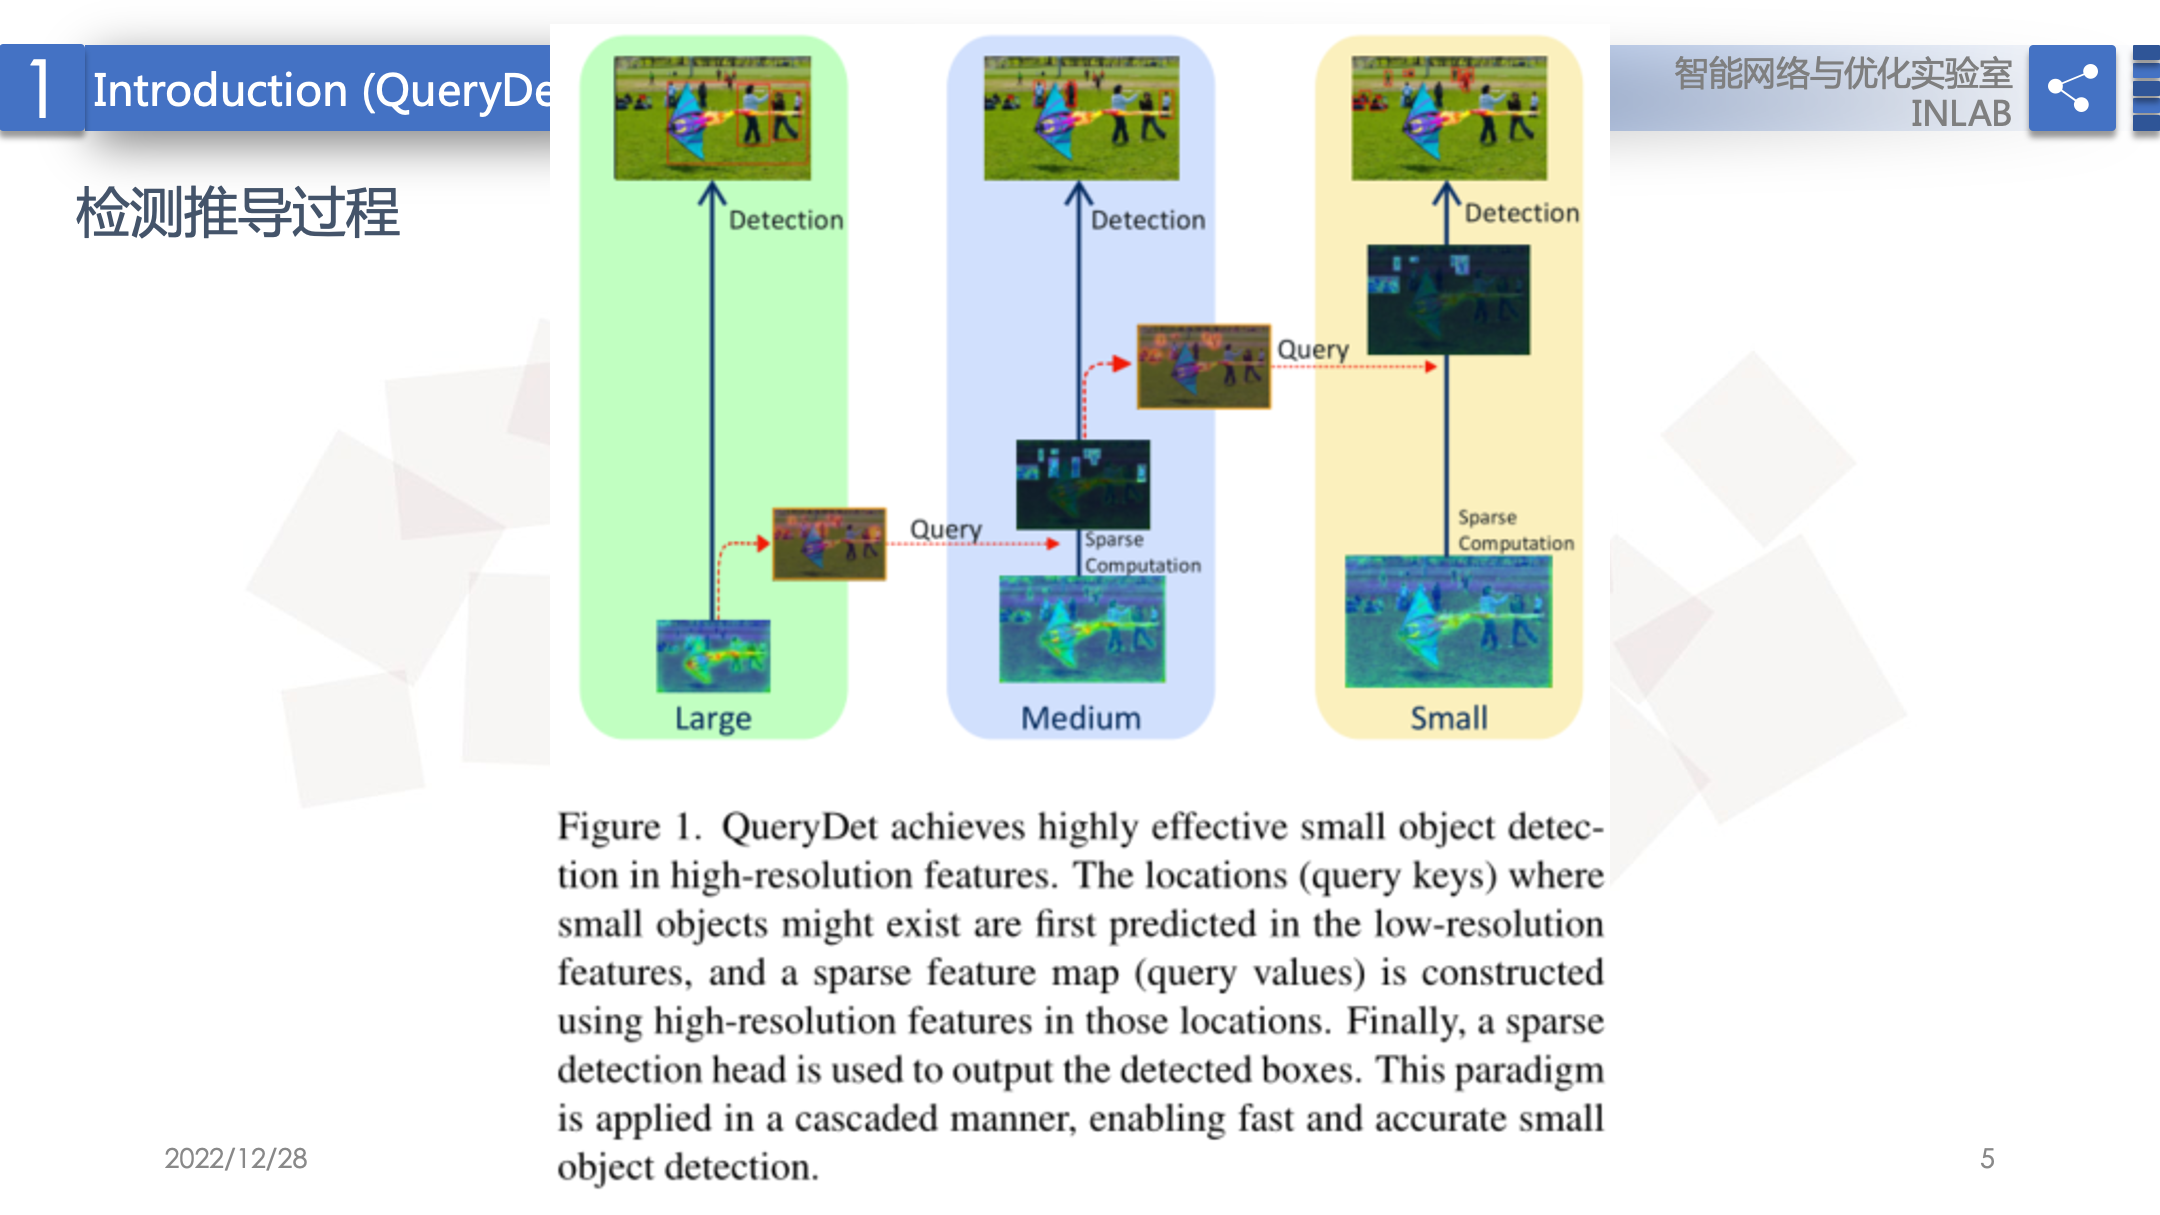 1
Introduction (QueryDe
智能网络与优化实验室
INLAB
检测推导过程
Detection
Detection
Detection
Query
Query
Sparse
Computation
Sparse
Computation
Large
Medium
Small
Figure 1. QueryDet achieves highly effective small object detec-
tion in high-resolution features. The locations (query keys) where
small objects might exist are first predicted in the low-resolution
features, and a sparse feature map (query values) is constructed
using high-resolution features in those locations. Finally, a sparse
detection head is used to output the detected boxes. This paradigm
is applied in a cascaded manner, enabling fast and accurate small
object detection.
2022/12/28
5